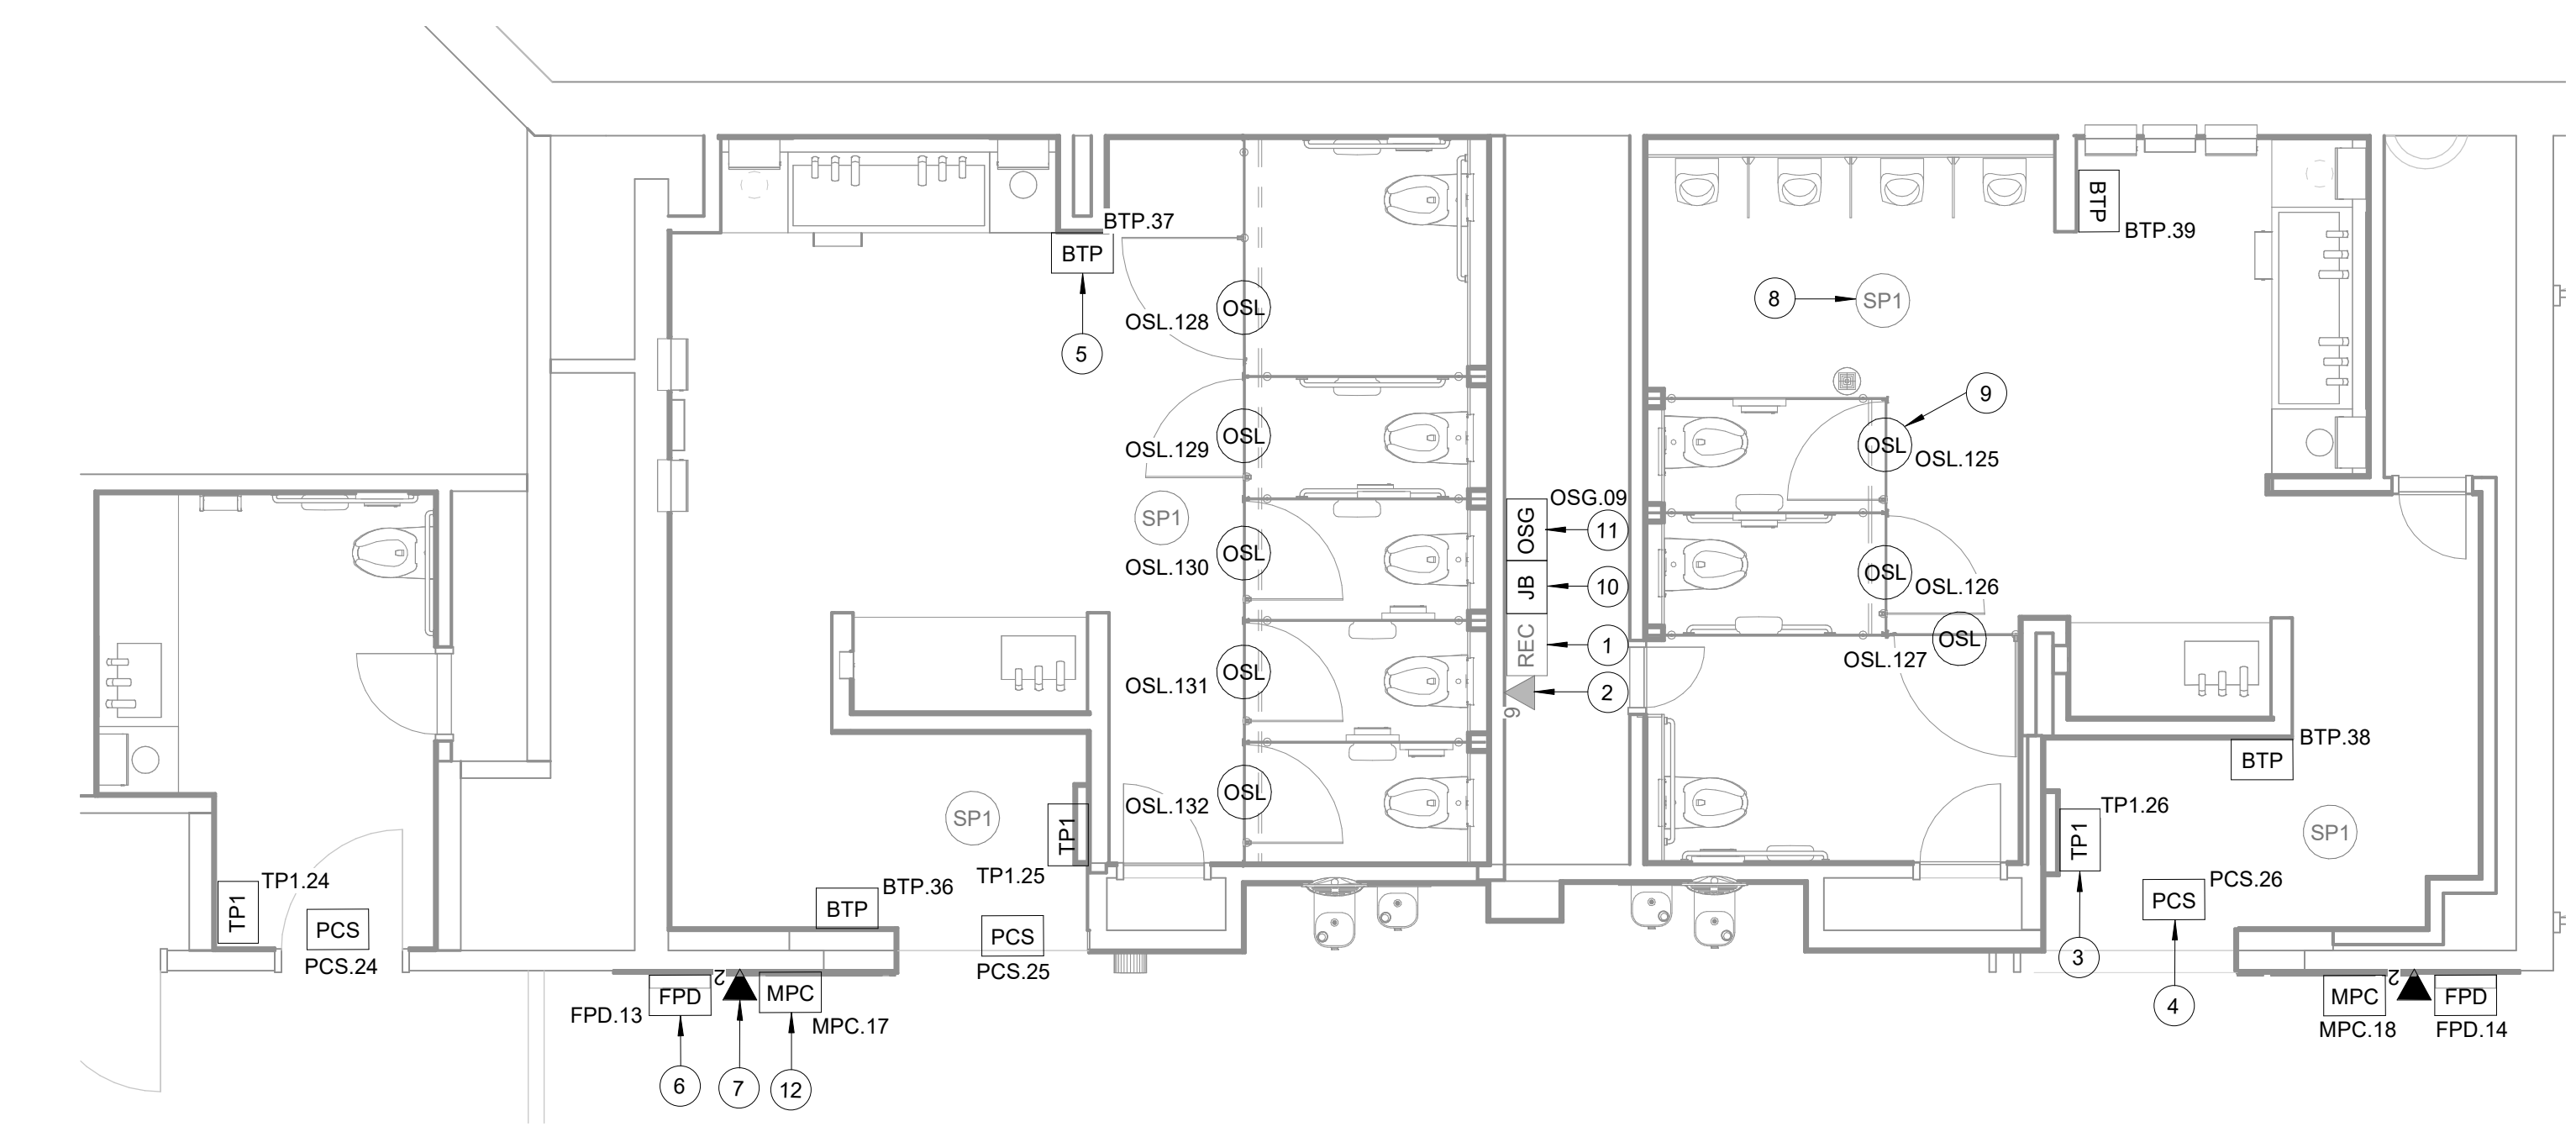 BTP.37
BTP
5
OSL
OSL.128
OSL
OSL.129
SP1
OSL
OSL.130
OSL
OSL.131
OSL
OSL.132
SP1
TP1
TP1.25
BTP.36
BTP
PCS
PCS.25
TP1.24
TP1
PCS
PCS.24
2
FPD
FPD.13
MPC
MPC.17
6
7
12
OSG.09
OSG
11
JB
10
REC
1
2
6
BTP
BTP.39
8
SP1
9
OSL
OSL.125
OSL
OSL.126
OSL
OSL.127
BTP.38
BTP
TP1.26
TP1
SP1
PCS.26
PCS
3
4
2
MPC
FPD
MPC.18
FPD.14